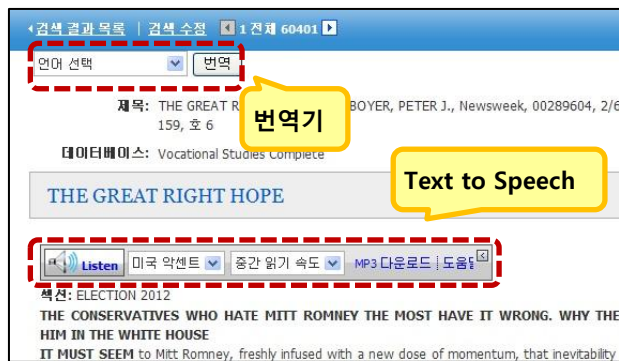 검색 결과 목록 | 검색 수정 1 전체 60401
언어 선택 번역
번역기
제목: THE GREAT R BOYER, PETER J., Newsweek, 00289604, 2/6
159, 호 6
데이터베이스: Vocational Studies Complete
Text to Speech
THE GREAT RIGHT HOPE
Listen 미국 악센트 중간 읽기 속도 MP3 다운로드 | 도움말
섹션: ELECTION 2012
THE CONSERVATIVES WHO HATE MITT ROMNEY THE MOST HAVE IT WRONG. WHY THE
HIM IN THE WHITE HOUSE
IT MUST SEEM to Mitt Romney, freshly infused with a new dose of momentum, that inevitability